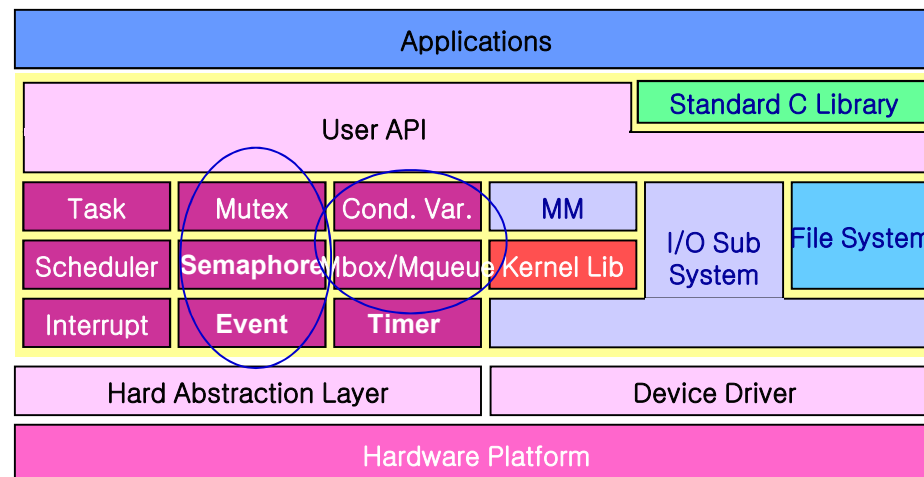 Applications
Standard C Library
User API
Task
Mutex
Cond. Var.
MM
I/O Sub
System
File System
Scheduler
Semaphore
Mbox/Mqueue
Kernel Lib
Interrupt
Event
Timer
Hard Abstraction Layer
Device Driver
Hardware Platform